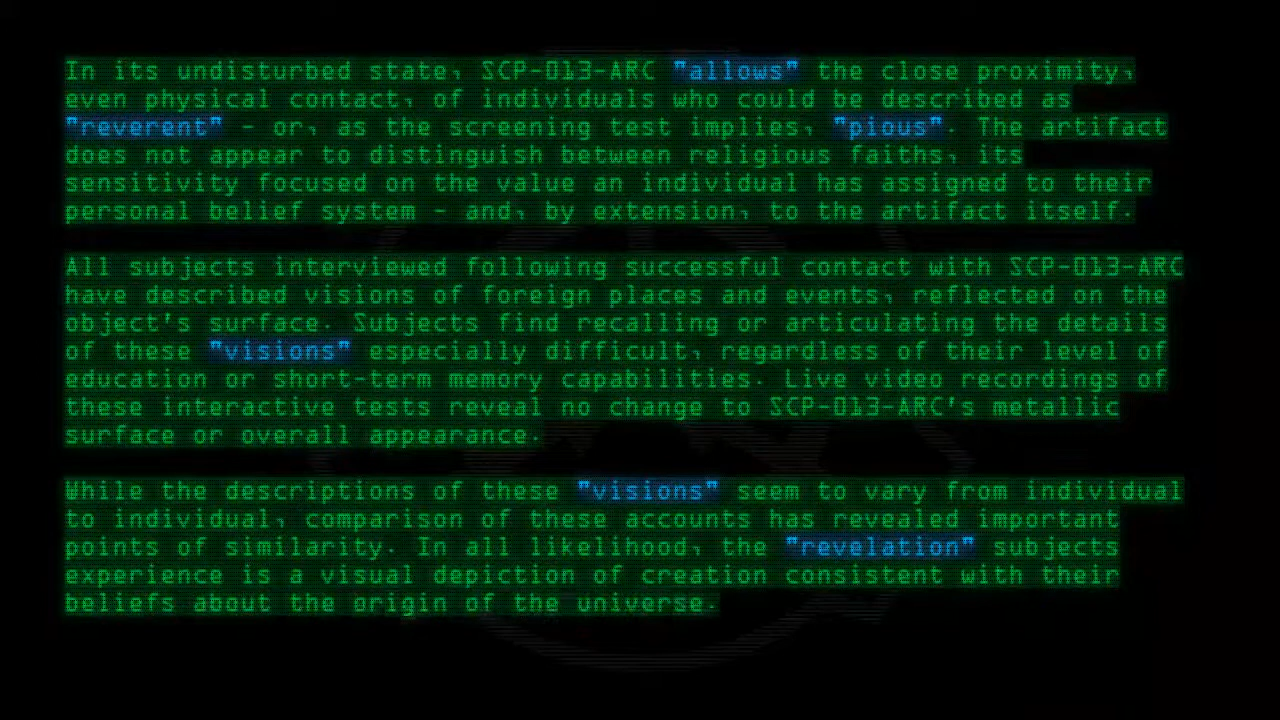 In its undisturbed state, SCP-013-ARC "allows" the close proximity,
even physical contact, of individuals who could be described as
"reverent" - or, as the screening test implies, "pious". The artifact
does not appear to distinguish between religious faiths, its
sensitivity focused on the value an individual has assigned to their
personal belief system - and, by extension, to the artifact itself.
All subjects interviewed following successful contact with SCP-013-ARC
have described visions of foreign places and events, reflected on the
object's surface. Subjects find recalling or articulating the details
of these "visions" especially difficult, regardless of their level of
education or short-term memory capabilities. Live video recordings of
these interactive tests reveal no change to SCP-013-ARC's metallic
surface or overall appearance.
While the descriptions of these "visions" seem to vary from individual
to individual, comparison of these accounts has revealed important
points of similarity. In all likelihood, the "revelation" subjects
experience is a visual depiction of creation consistent with their
beliefs about the origin of the universe.